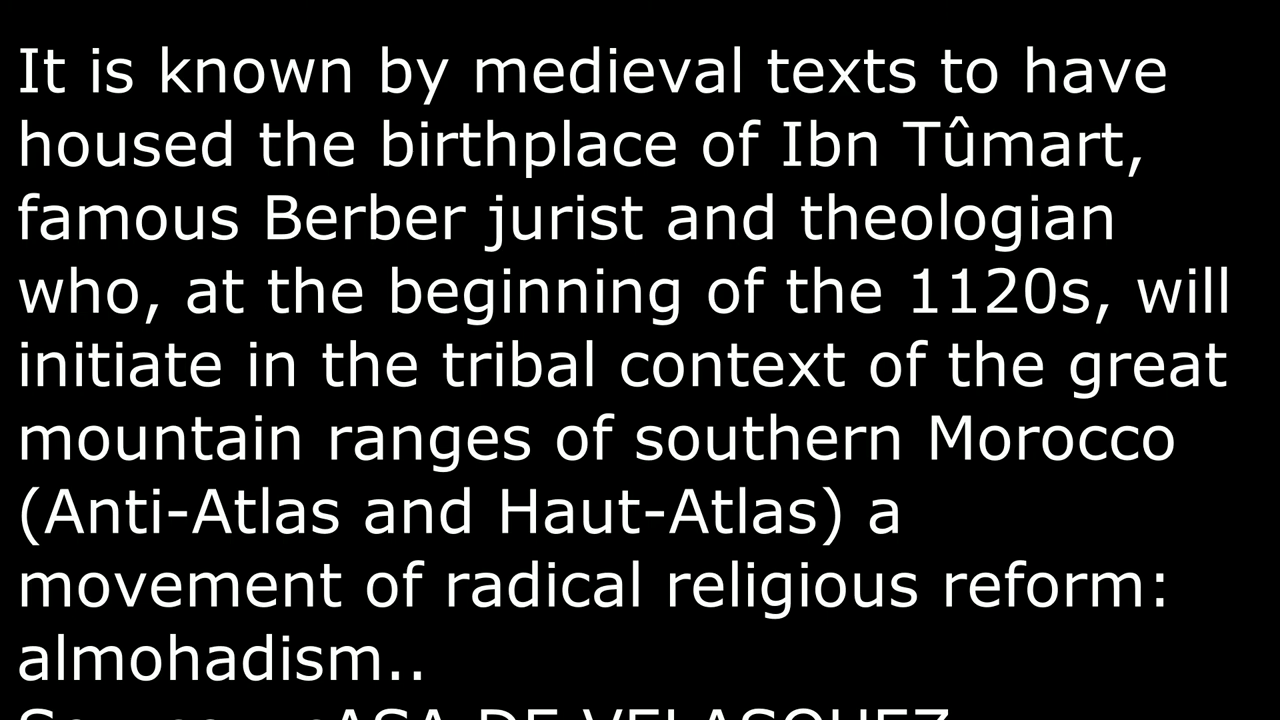 It is known by medieval texts to have
housed the birthplace of Ibn Tûmart,
famous Berber jurist and theologian
who, at the beginning of the 1120s, will
initiate in the tribal context of the great
mountain ranges of southern Morocco
(Anti-Atlas and Haut-Atlas) a
movement of radical religious reform:
almohadism..
DE VELASQUEZ